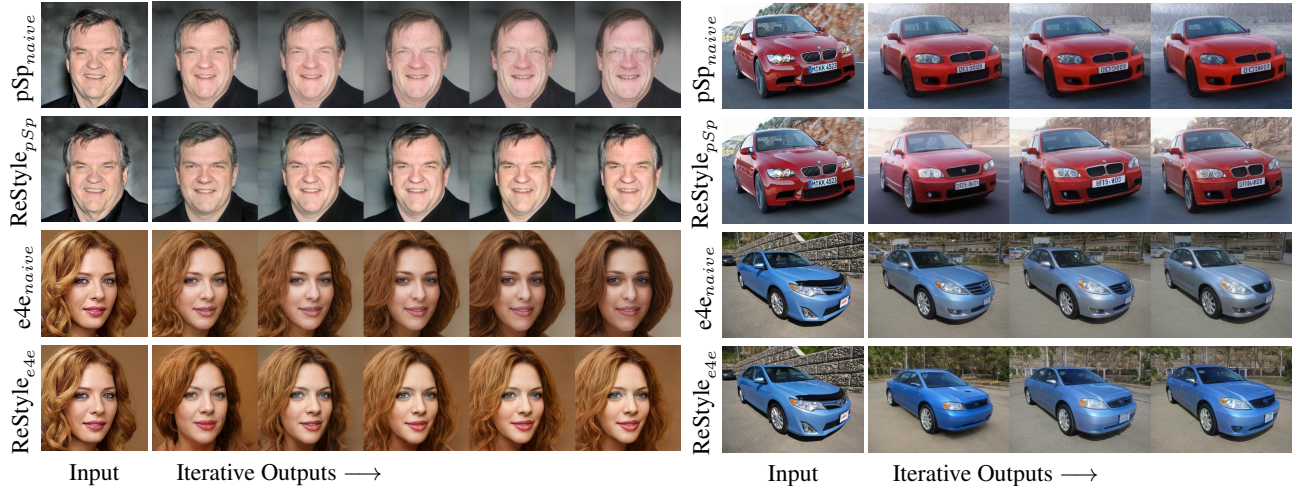 pSp_naive
ReStyle_pSp
e4e_naive
ReStyle_e4e
Input
Iterative Outputs →
pSp_naive
ReStyle_pSp
e4e_naive
ReStyle_e4e
Input
Iterative Outputs →